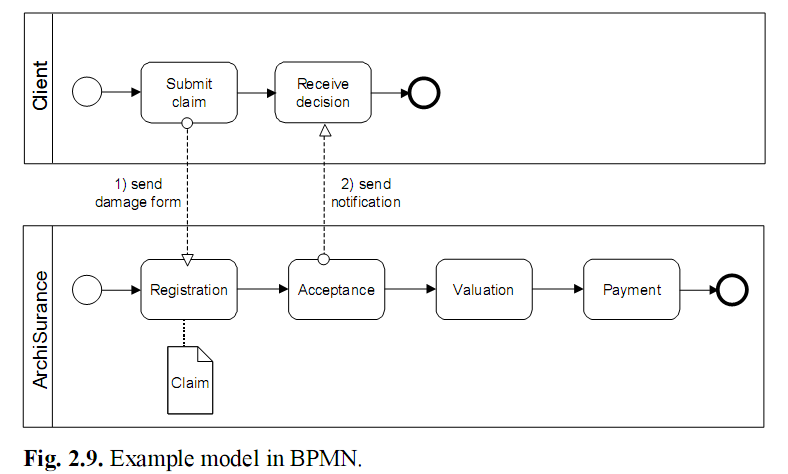 Client
Submit
claim
Receive
decision
1) send
damage form
2) send
notification
ArchiSurance
Registration
Acceptance
Valuation
Payment
Claim
Fig. 2.9. Example model in BPMN.